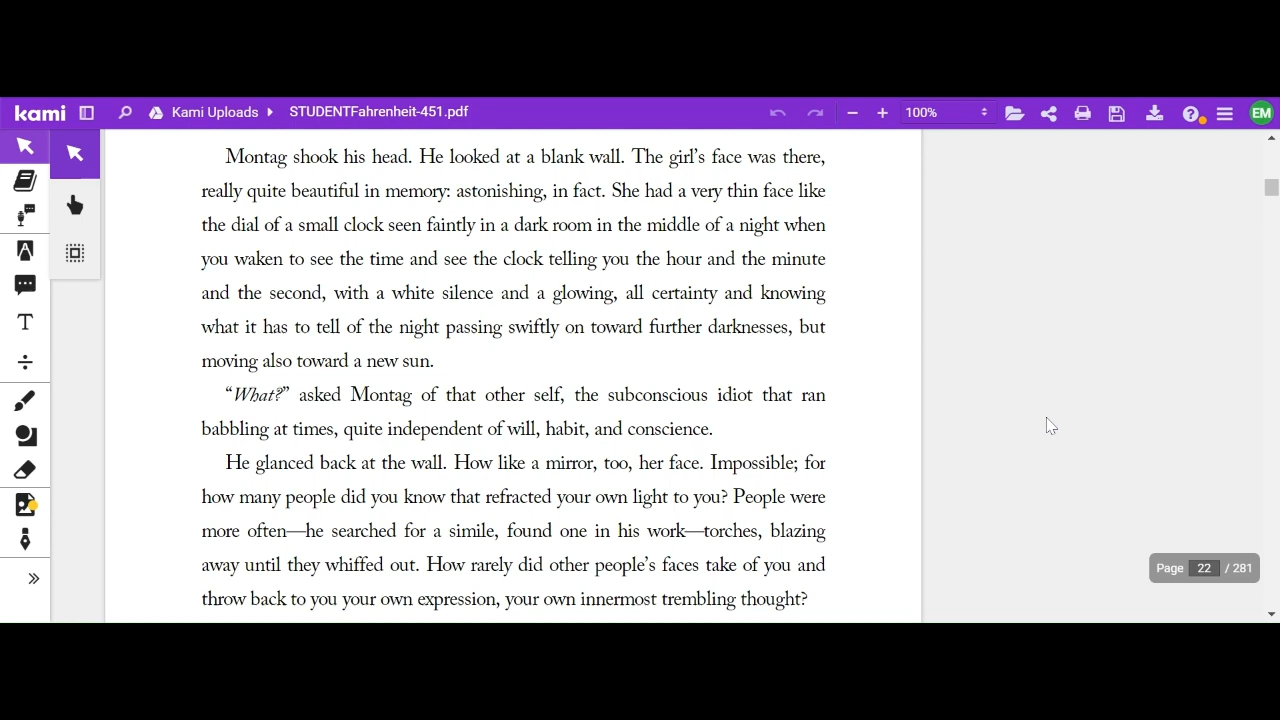 kami
Kami Uploads
STUDENTFahrenheit-451.pdf
100%
EM
Montag shook his head. He looked at a blank wall. The girl’s face was there,
really quite beautiful in memory: astonishing, in fact. She had a very thin face like
the dial of a small clock seen faintly in a dark room in the middle of a night when
you waken to see the time and see the clock telling you the hour and the minute
and the second, with a white silence and a glowing, all certainty and knowing
what it has to tell of the night passing swiftly on toward further darknesses, but
moving also toward a new sun.
“What?” asked Montag of that other self, the subconscious idiot that ran
babbling at times, quite independent of will, habit, and conscience.
He glanced back at the wall. How like a mirror, too, her face. Impossible; for
how many people did you know that refracted your own light to you? People were
more often—he searched for a simile, found one in his work—torches, blazing
away until they whiffed out. How rarely did other people’s faces take of you and
throw back to you your own expression, your own innermost trembling thought?
Page 22 / 281